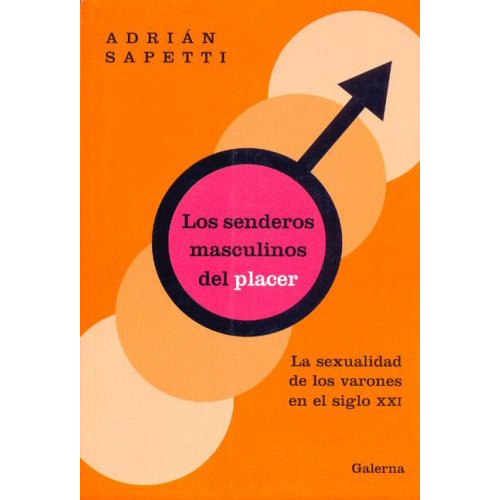 ADRIÁN
SAPETTI
Los senderos
masculinos
del placer
La sexualidad
de los varones
en el siglo XXI
Galerna